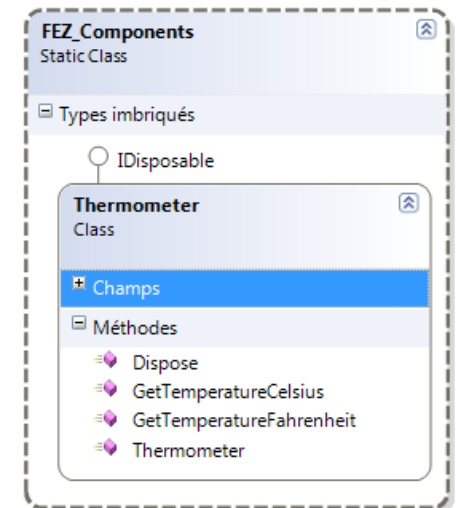 FEZ_Components
Static Class
Types imbriqués
IDisposable
Thermometer
Class
Champs
Méthodes
Dispose
GetTemperatureCelsius
GetTemperatureFahrenheit
Thermometer